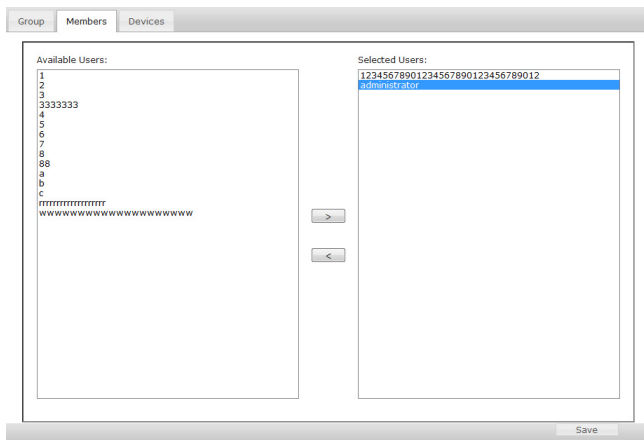 Group Members Devices
Available Users:
1
2
3
3333333
4
5
6
7
8
88
a
b
c
rrrrrrrrrrrrrrrrrrr
wwwwwwwwwwwwwwwwwwww
>
<
Selected Users:
12345678901234567890123456789012
administrator
Save